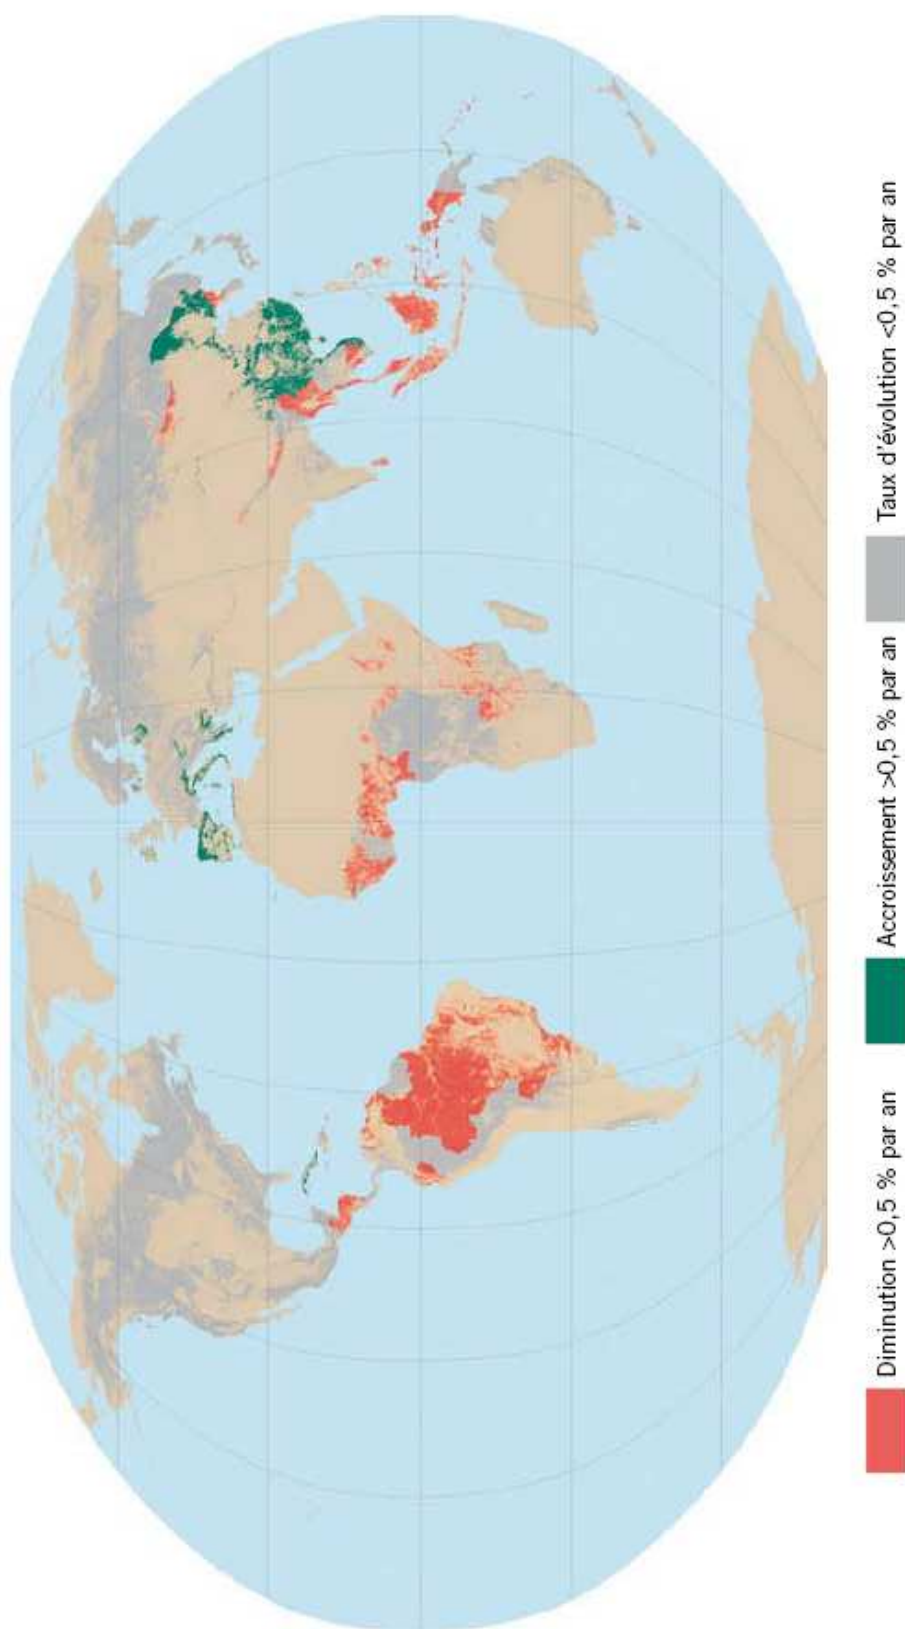 Diminution >0,5 % par an
Accroissement >0,5 % par an
Taux d'évolution <0,5 % par an